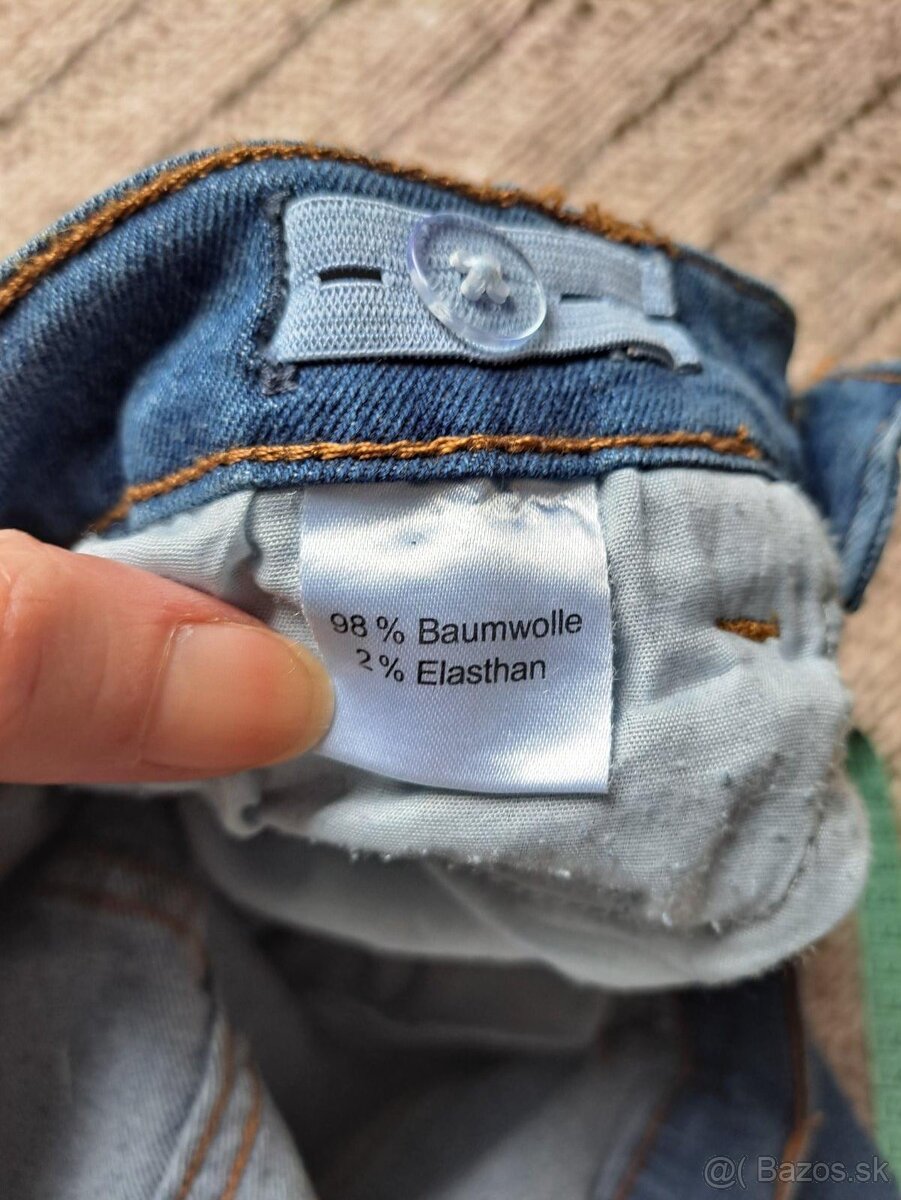 98 % Baumwolle
2% Elasthan
@( Bazos.sk